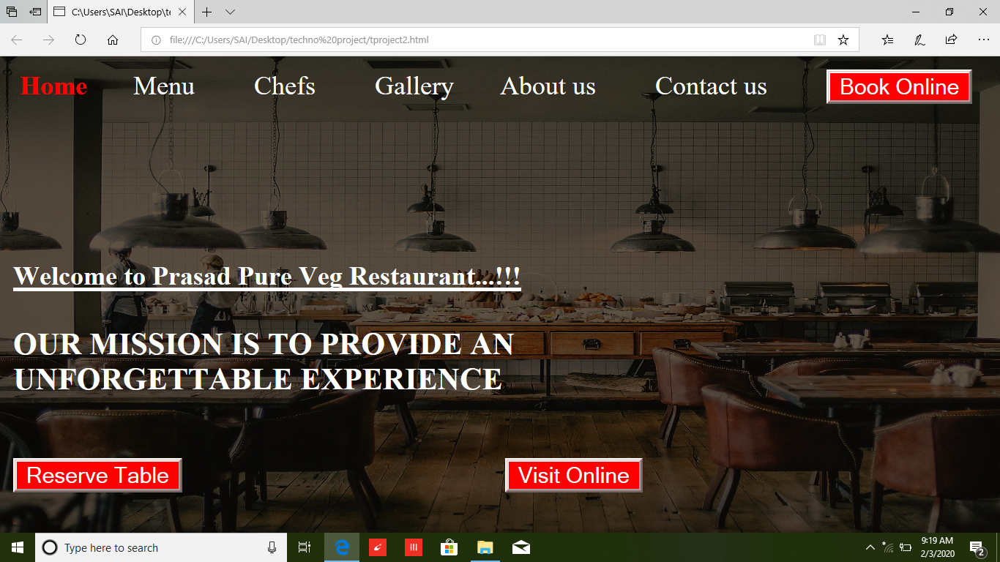 C:\Users\SAI\Desktop\te
file:///C:/Users/SAI/Desktop/techno%20project/tproject2.html
Home Menu Chefs Gallery About us Contact us Book Online
Welcome to Prasad Pure Veg Restaurant...!!!
OUR MISSION IS TO PROVIDE AN
UNFORGETTABLE EXPERIENCE
Reserve Table Visit Online
Type here to search
9:19 AM
2/3/2020
2